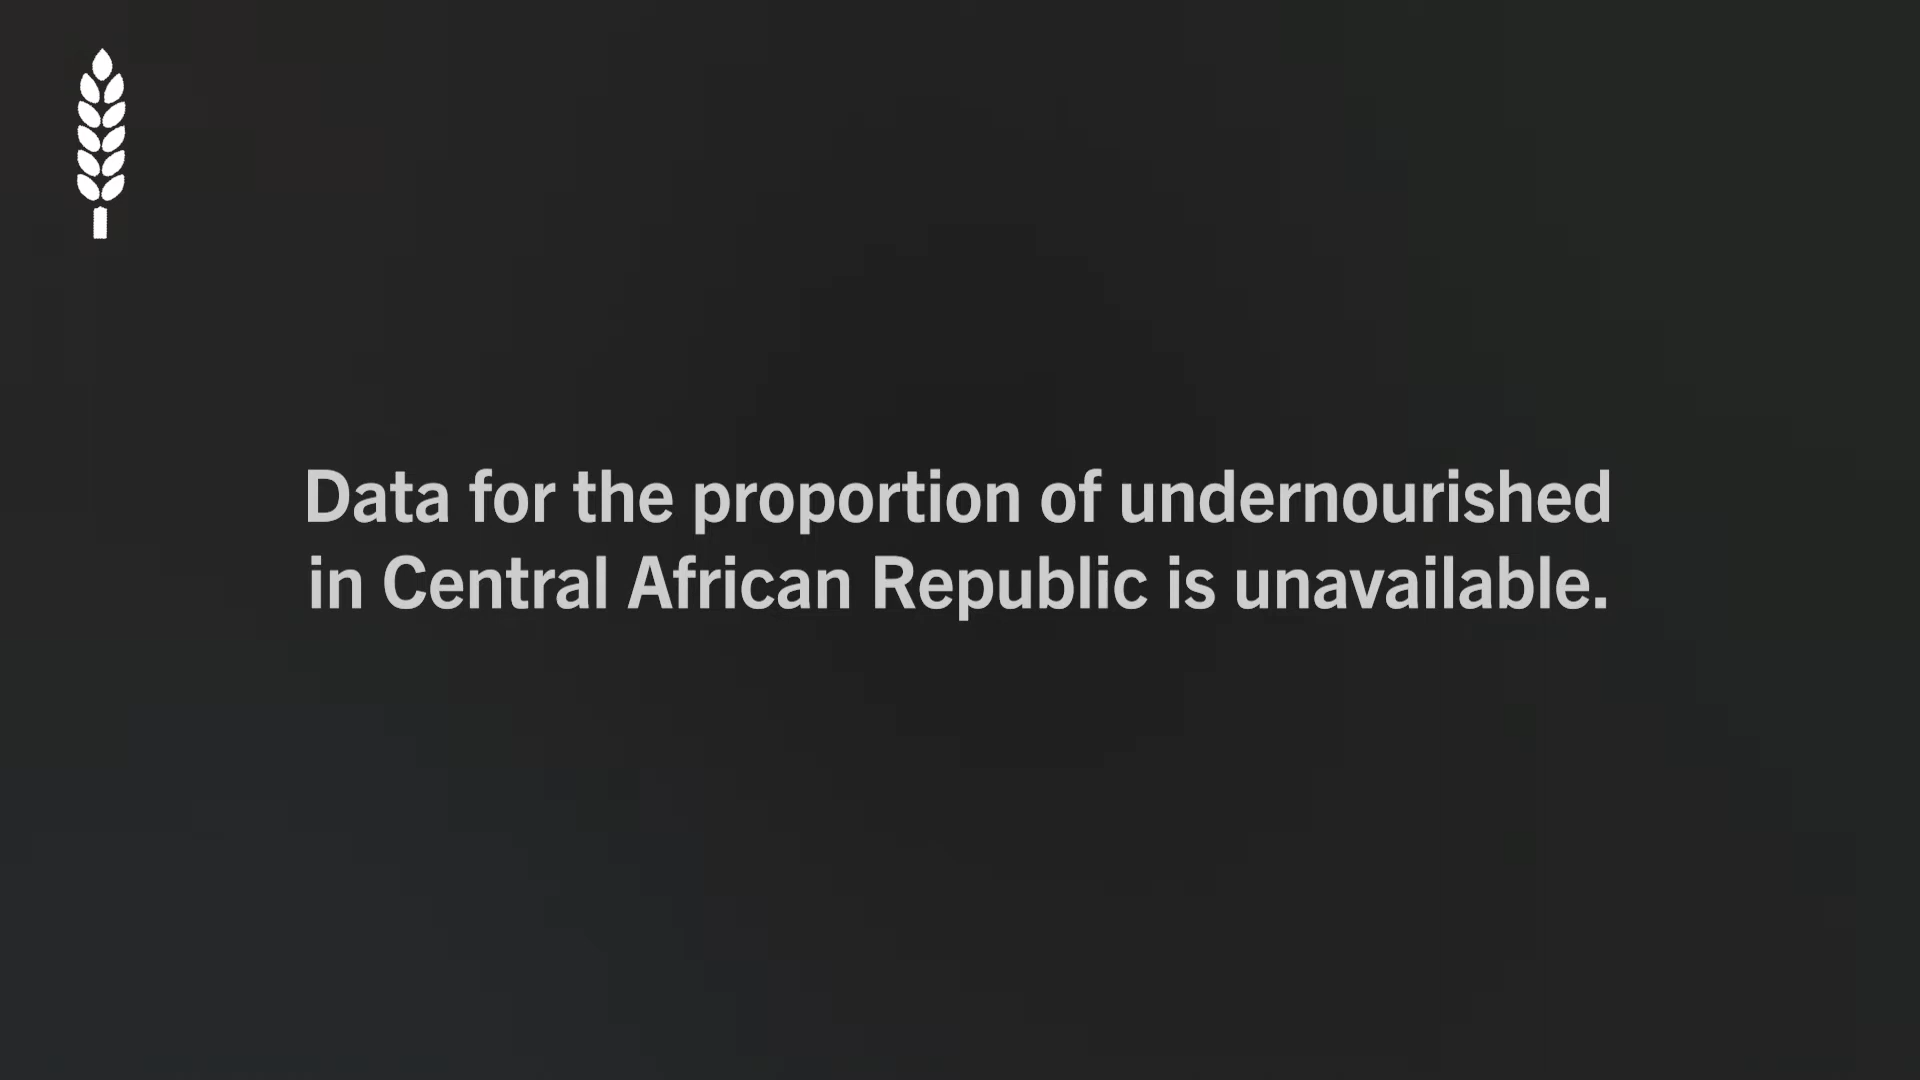 Data for the proportion of undernourished
in Central African Republic is unavailable.